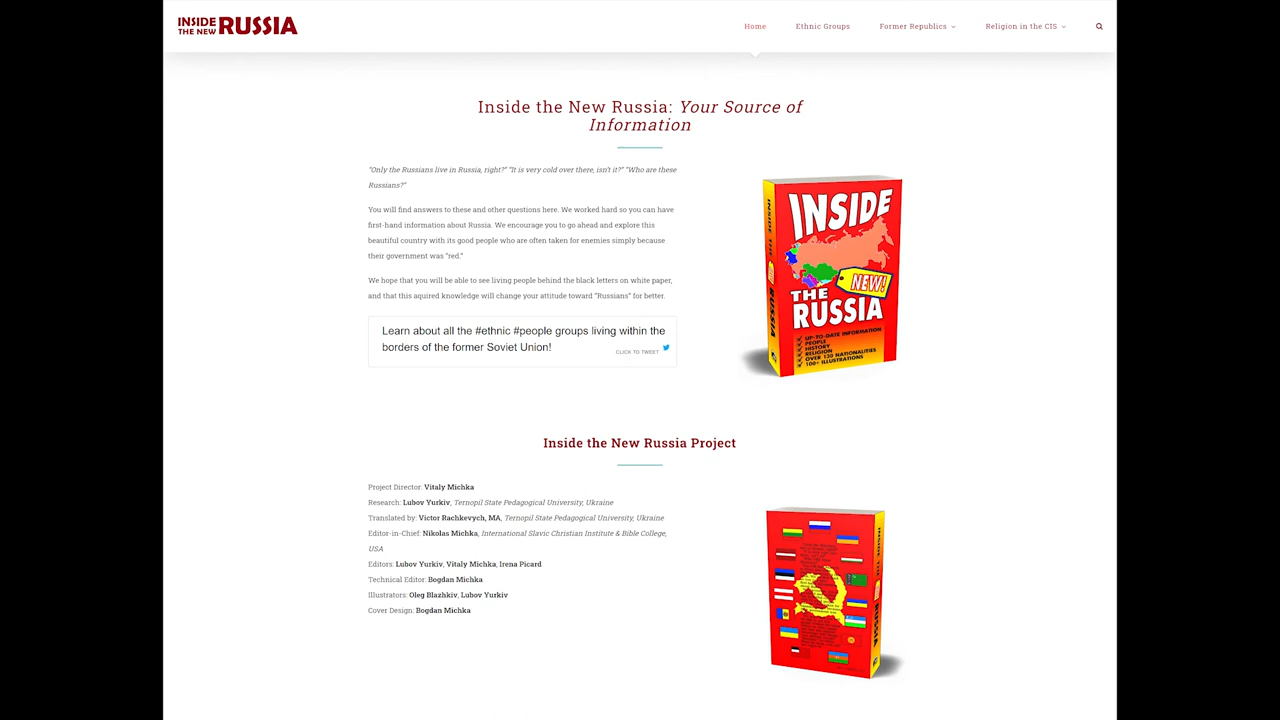 INSIDE
THE NEW RUSSIA
Home
Ethnic Groups
Former Republics
Religion in the CIS
Inside the New Russia: Your Source of
Information
“Only the Russians live in Russia, right?” “It is very cold over there, isn’t it?” “Who are these
Russians?”
You will find answers to these and other questions here. We worked hard so you can have
first-hand information about Russia. We encourage you to go ahead and explore this
beautiful country with its good people who are often taken for enemies simply because
their government was “red.”
We hope that you will be able to see living people behind the black letters on white paper,
and that this aquired knowledge will change your attitude toward “Russians” for better.
Learn about all the #ethnic #people groups living within the
borders of the former Soviet Union!
CLICK TO TWEET
INSIDE THE
RUSSIA
INSIDE
NEW!
THE
RUSSIA
UP-TO-DATE INFORMATION
PEOPLE
HISTORY
RELIGION
OVER 130 NATIONALITIES
100+ ILLUSTRATIONS
Inside the New Russia Project
Project Director: Vitaly Michka
Research: Lubov Yurkiv, Ternopil State Pedagogical University, Ukraine
Translated by: Victor Rachkevych, MA, Ternopil State Pedagogical University, Ukraine
Editor-in-Chief: Nikolas Michka, International Slavic Christian Institute & Bible College,
USA
Editors: Lubov Yurkiv, Vitaly Michka, Irena Picard
Technical Editor: Bogdan Michka
Illustrators: Oleg Blazhkiv, Lubov Yurkiv
Cover Design: Bogdan Michka
INSIDE THE
RUSSIA